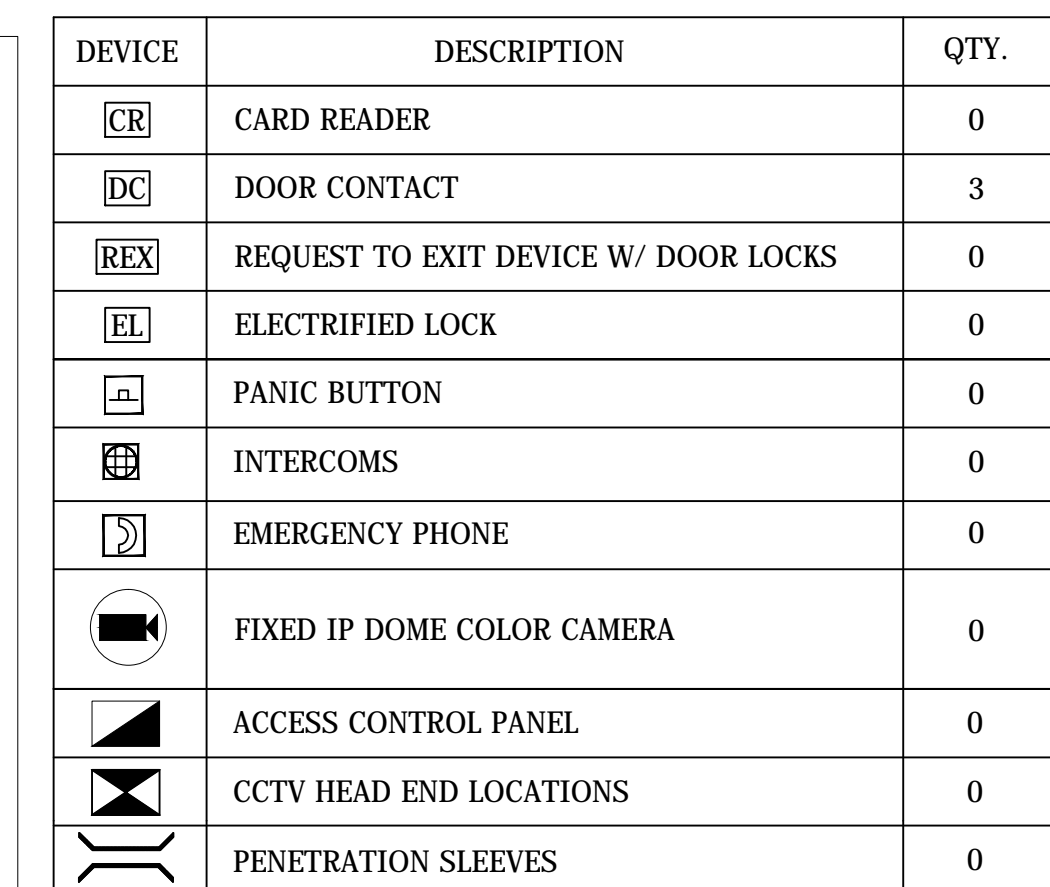 DEVICE DESCRIPTION QTY.
CR CARD READER 0
DC DOOR CONTACT 3
REX REQUEST TO EXIT DEVICE W/ DOOR LOCKS 0
EL ELECTRIFIED LOCK 0
PANIC BUTTON 0
INTERCOMS 0
EMERGENCY PHONE 0
FIXED IP DOME COLOR CAMERA 0
ACCESS CONTROL PANEL 0
CCTV HEAD END LOCATIONS 0
PENETRATION SLEEVES 0